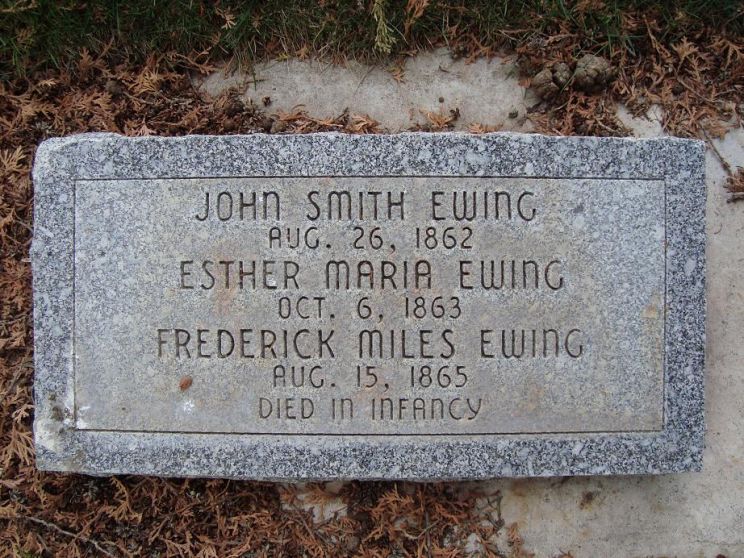 JOHN SMITH EWING
AUG. 26, 1862
ESTHER MARIA EWING
OCT. 6, 1863
FREDERICK MILES EWING
AUG. 15, 1865
DIED IN INFANCY